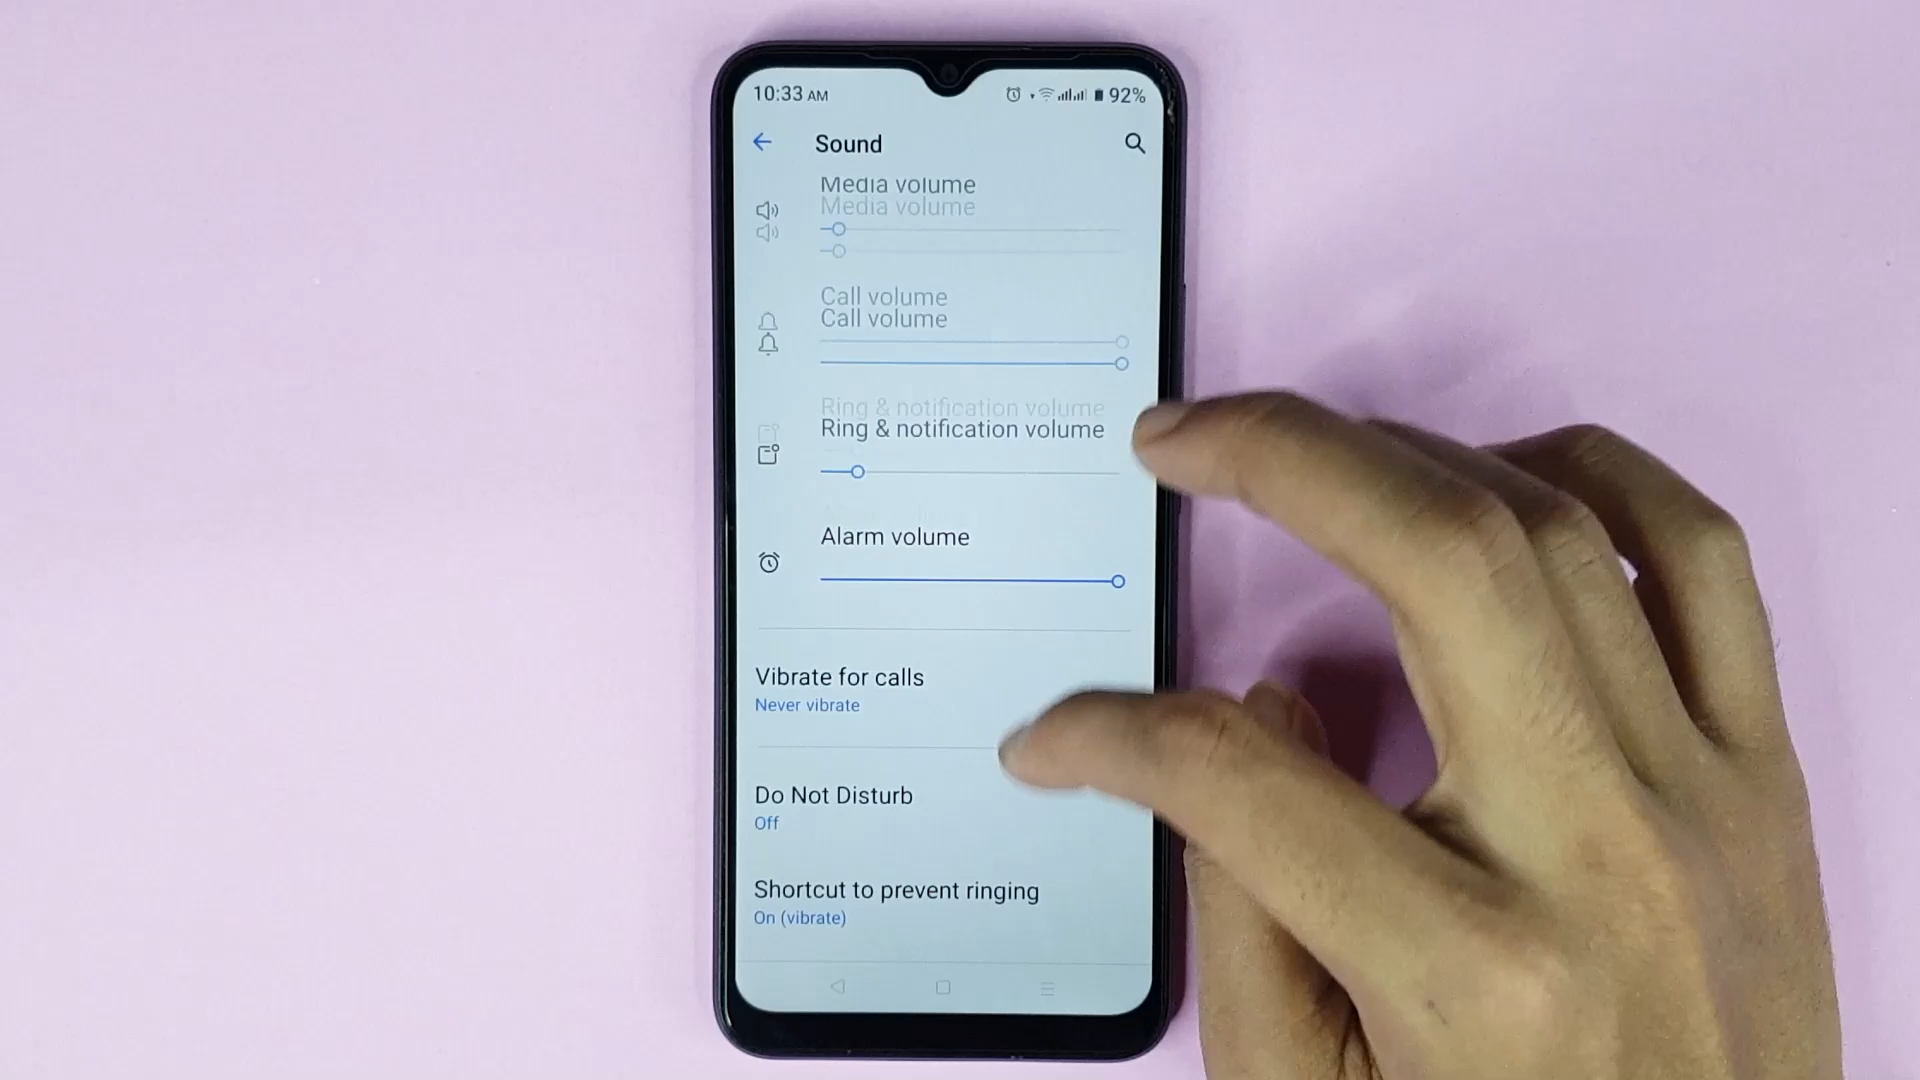 10:33 AM
92%
Sound
Media volume
Media volume
Call volume
Call volume
Ring & notification volume
Ring & notification volume
Alarm volume
Vibrate for calls
Never vibrate
Do Not Disturb
Off
Shortcut to prevent ringing
On (vibrate)